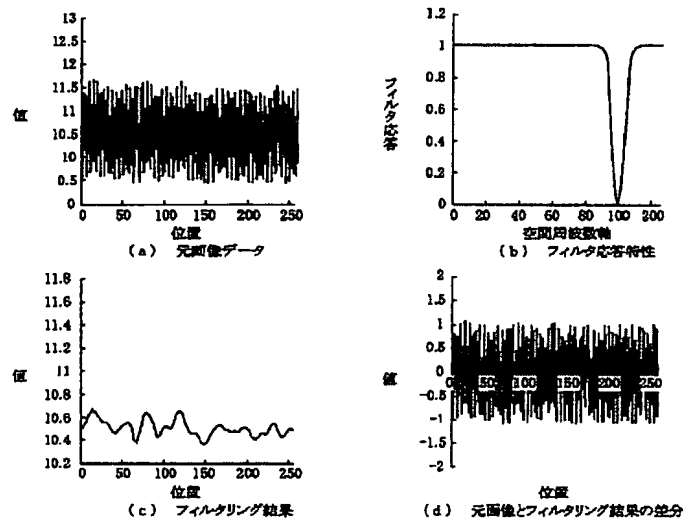 13
12.5
12
11.5
11
10.5
10
0.5
0
値
0 50 100 150 200 250
位置
(a) 元画像データ
1.2
1
0.8
0.6
0.4
0.2
0
フィルタ応答
0 20 40 60 80 100 200
空間周波数軸
(b) フィルタ応答特性
11.8
11.6
11.4
11.2
11
10.8
10.6
10.4
10.2
値
0 50 100 150 200 250
位置
(c) フィルタリング結果
2
1.5
1
0.5
0
-0.5
-1
-1.5
-2
値
0 50 100 150 200 250
位置
(d) 元画像とフィルタリング結果の差分